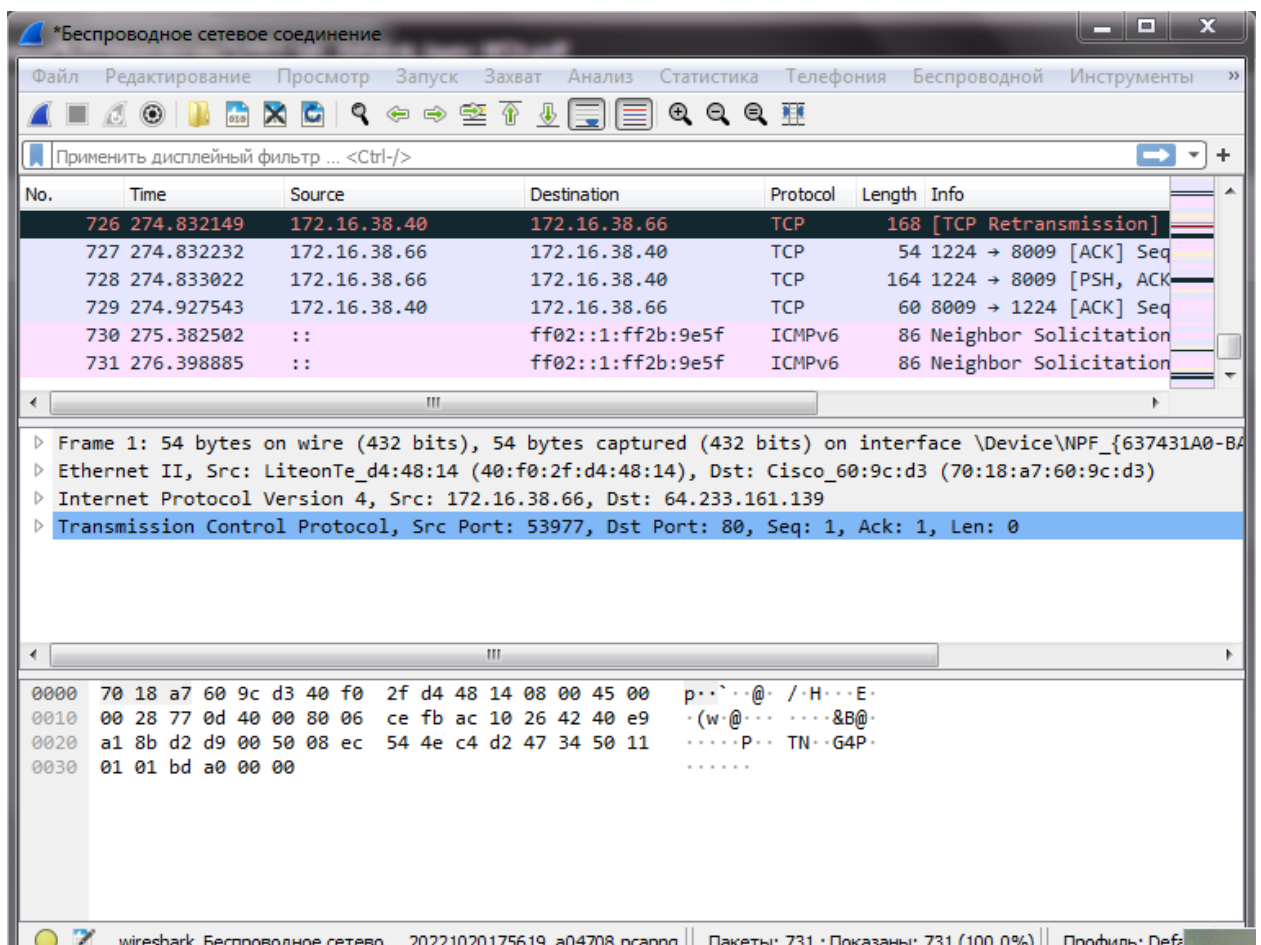 *Беспроводное сетевое соединение
Файл Редактирование Просмотр Запуск Захват Анализ Статистика Телефония Беспроводной Инструменты »
Применить дисплейный фильтр ... <Ctrl-/>
No. Time Source Destination Protocol Length Info
726 274.832149 172.16.38.40 172.16.38.66 TCP 168 [TCP Retransmission]
727 274.832232 172.16.38.66 172.16.38.40 TCP 54 1224 → 8009 [ACK] Seq
728 274.833022 172.16.38.66 172.16.38.40 TCP 164 1224 → 8009 [PSH, ACK
729 274.927543 172.16.38.40 172.16.38.66 TCP 60 8009 → 1224 [ACK] Seq
730 275.382502 :: ff02::1:ff2b:9e5f ICMPv6 86 Neighbor Solicitation
731 276.398885 :: ff02::1:ff2b:9e5f ICMPv6 86 Neighbor Solicitation
Frame 1: 54 bytes on wire (432 bits), 54 bytes captured (432 bits) on interface \Device\NPF_{637431A0-BA
Ethernet II, Src: LiteonTe_d4:48:14 (40:f0:2f:d4:48:14), Dst: Cisco_60:9c:d3 (70:18:a7:60:9c:d3)
Internet Protocol Version 4, Src: 172.16.38.66, Dst: 64.233.161.139
Transmission Control Protocol, Src Port: 53977, Dst Port: 80, Seq: 1, Ack: 1, Len: 0
0000 70 18 a7 60 9c d3 40 f0 2f d4 48 14 08 00 45 00 p··`··@· /·H···E·
0010 00 28 77 0d 40 00 80 06 ce fb ac 10 26 42 40 e9 ·(w·@··· ····&B@·
0020 a1 8b d2 d9 00 50 08 ec 54 4e c4 d2 47 34 50 11 ·····P·· TN··G4P·
0030 01 01 bd a0 00 00 ······
wireshark_Беспроводное сетево... 20221020175619_a04708.pcapng Пакеты: 731 · Показаны: 731 (100.0%) Профиль: Defa